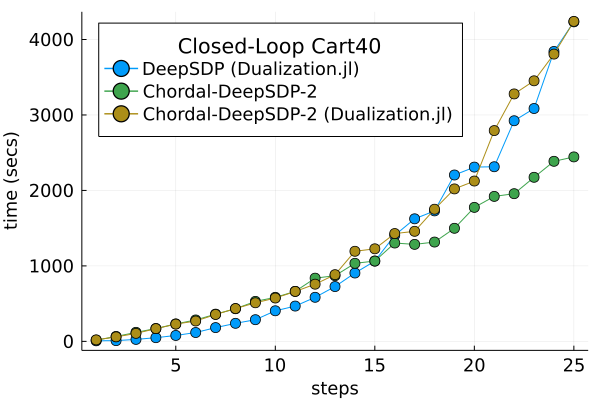 Closed-Loop Cart40
DeepSDP (Dualization.jl)
Chordal-DeepSDP-2
Chordal-DeepSDP-2 (Dualization.jl)
time (secs)
4000
3000
2000
1000
0
5 10 15 20 25
steps